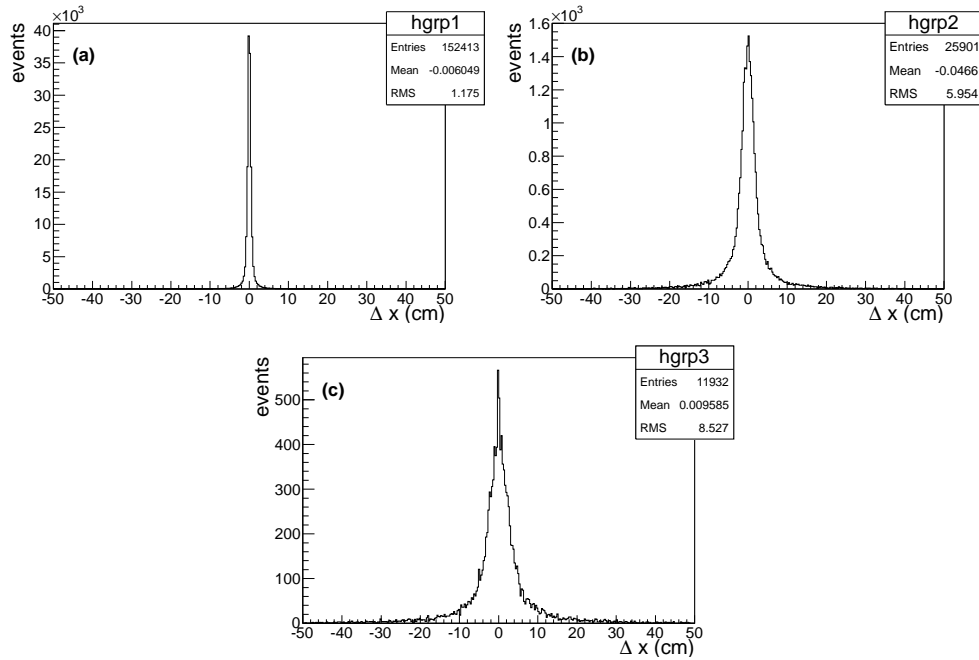 ×10³
events
(a)
hgrp1
Entries 152413
Mean -0.006049
RMS 1.175
40
35
30
25
20
15
10
5
0
-50 -40 -30 -20 -10 0 10 20 30 40 50
Δ x (cm)
×10³
events
(b)
hgrp2
Entries 25901
Mean -0.0466
RMS 5.954
1.6
1.4
1.2
1
0.8
0.6
0.4
0.2
0
-50 -40 -30 -20 -10 0 10 20 30 40 50
Δ x (cm)
events
(c)
hgrp3
Entries 11932
Mean 0.009585
RMS 8.527
500
400
300
200
100
0
-50 -40 -30 -20 -10 0 10 20 30 40 50
Δ x (cm)